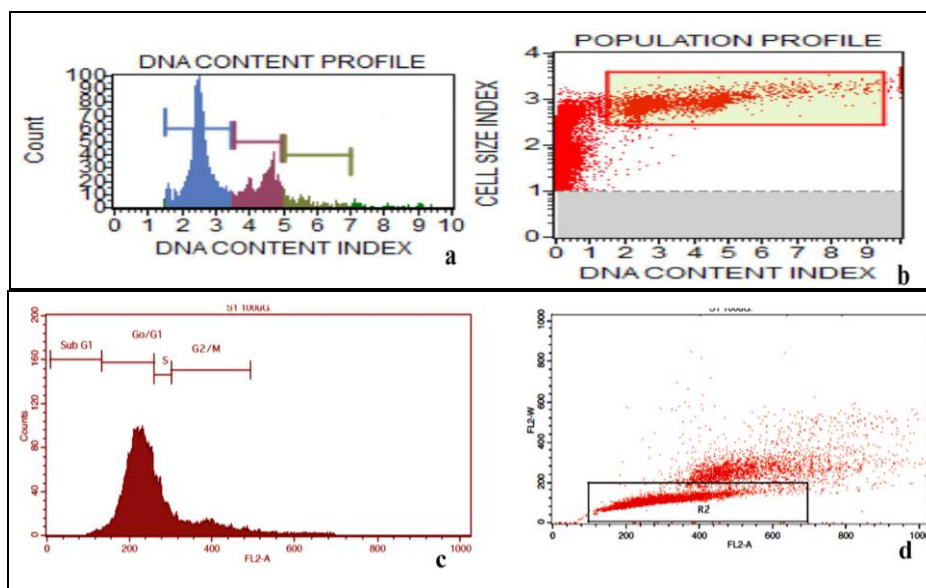 DNA CONTENT PROFILE
100
90
80
70
60
50
40
30
20
10
0
Count
0 1 2 3 4 5 6 7 8 9 10
DNA CONTENT INDEX
a
POPULATION PROFILE
4
3
2
1
0
CELL SIZE INDEX
0 1 2 3 4 5 6 7 8 9
DNA CONTENT INDEX
b
S1 100uG.
Sub G1
Go/G1
S
G2/M
200
160
120
80
40
0
Counts
0 200 400 600 800 1000
FL2-A
c
1000
800
600
400
200
0
FL2-W
R2
0 200 400 600 800 1000
FL2-A
d